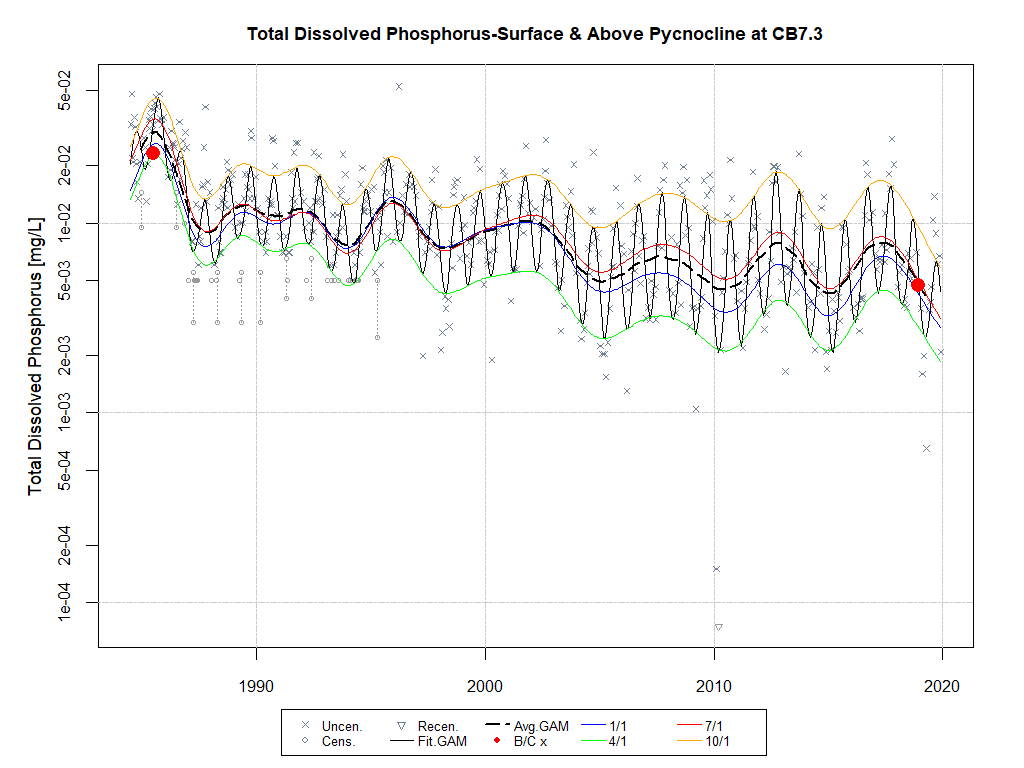 Total Dissolved Phosphorus-Surface & Above Pycnocline at CB7.3
Total Dissolved Phosphorus [mg/L]
5e-02
2e-02
1e-02
5e-03
2e-03
1e-03
5e-04
2e-04
1e-04
1990 2000 2010 2020
Uncen. Recen. Avg.GAM 1/1 7/1
Cens. Fit.GAM B/C x 4/1 10/1